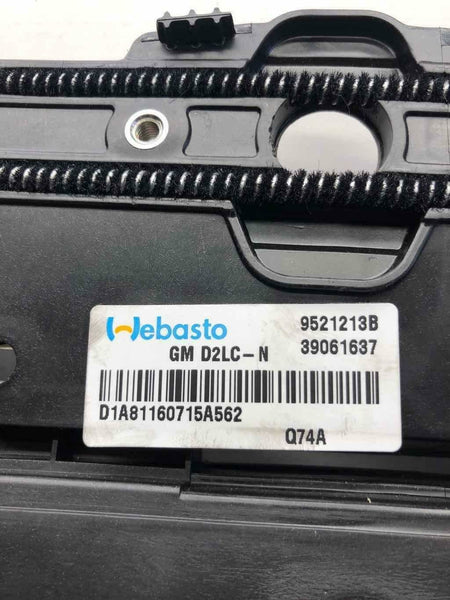 Webasto 9521213B
GM D2LC-N 39061637
D1A81160715A562
Q74A